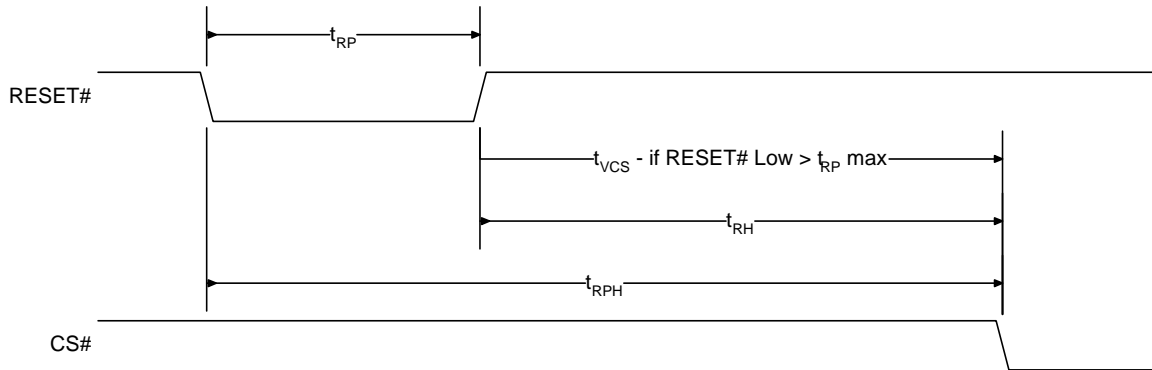 tRP
RESET#
tVCS - if RESET# Low > tRP max
tRH
tRPH
CS#